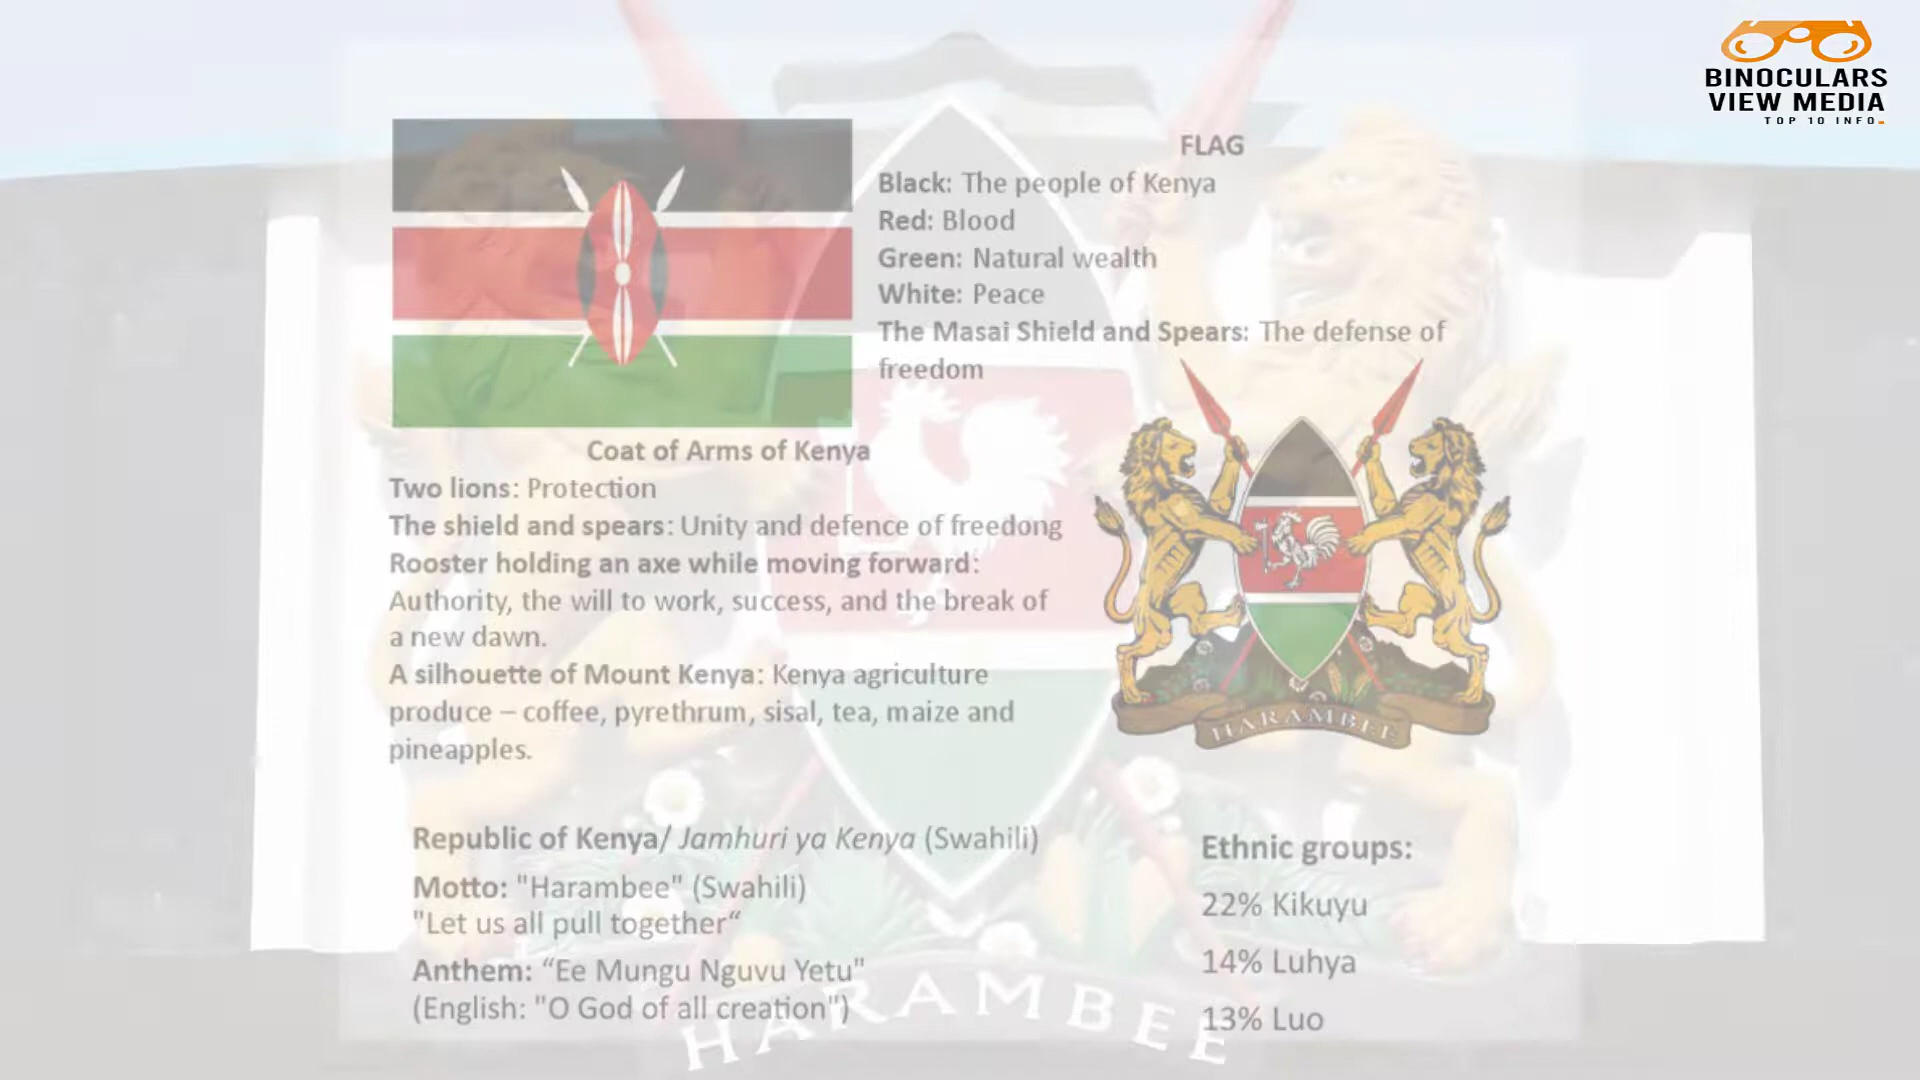 BINOCULARS
VIEW MEDIA
TOP 10 INFO
FLAG
Black: The people of Kenya
Red: Blood
Green: Natural wealth
White: Peace
The Masai Shield and Spears: The defense of
freedom
Coat of Arms of Kenya
Two lions: Protection
The shield and spears: Unity and defence of freedong
Rooster holding an axe while moving forward:
Authority, the will to work, success, and the break of
a new dawn.
A silhouette of Mount Kenya: Kenya agriculture
produce – coffee, pyrethrum, sisal, tea, maize and
pineapples.
HARAMBEE
Republic of Kenya/ Jamhuri ya Kenya (Swahili)
Motto: "Harambee" (Swahili)
"Let us all pull together“
Anthem: “Ee Mungu Nguvu Yetu"
(English: "O God of all creation")
Ethnic groups:
22% Kikuyu
14% Luhya
13% Luo
HARAMBEE